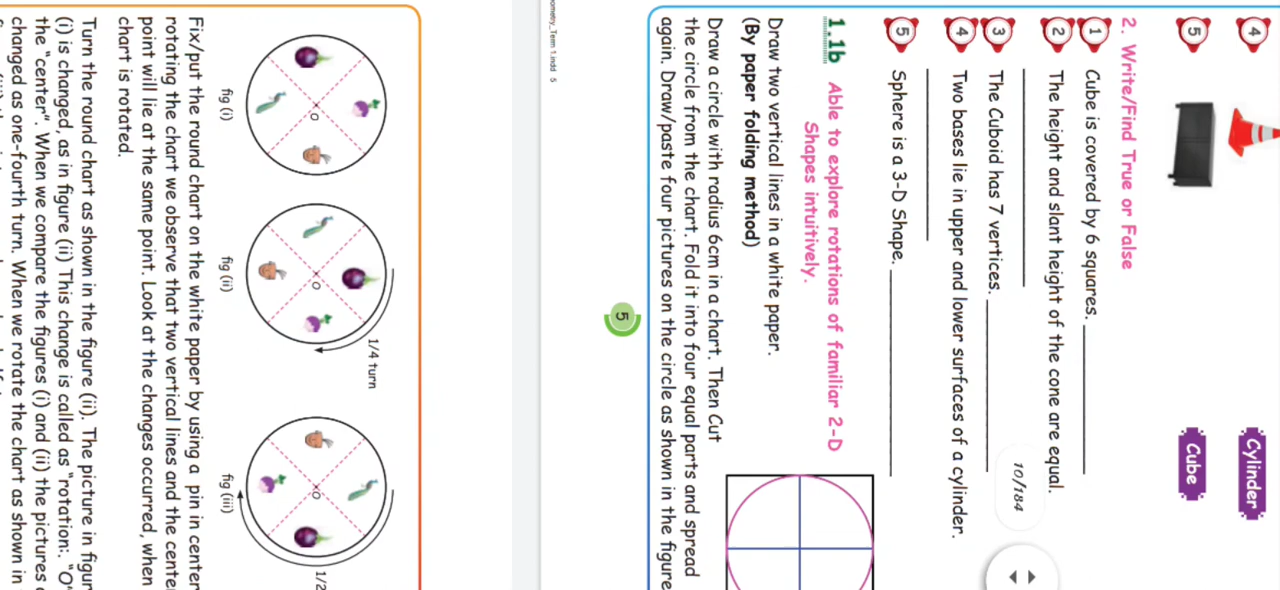 4
Cylinder
5
Cube
2. Write/Find True or False
1 Cube is covered by 6 squares.
2 The height and slant height of the cone are equal.
3 The Cuboid has 7 vertices.
4 Two bases lie in upper and lower surfaces of a cylinder.
5 Sphere is a 3-D Shape.
10/184
1.1b Able to explore rotations of familiar 2-D
Shapes intuitively.
Draw two vertical lines in a white paper.
(By paper folding method)
Draw a circle with radius 6cm in a chart. Then Cut
the circle from the chart. Fold it into four equal parts and spread
again. Draw/paste four pictures on the circle as shown in the figure
5
ometry_Term 1.indd 5
O
O
O
1/4 turn
1/2
fig (i)
fig (ii)
fig (iii)
Fix/put the round chart on the white paper by using a pin in center
rotating the chart we observe that two vertical lines and the cente
point will lie at the same point. Look at the changes occurred, when
chart is rotated.
Turn the round chart as shown in the figure (ii). The picture in figur
(i) is changed, as in figure (ii) This change is called as "rotation:. "O"
the "center". When we compare the figures (i) and (ii) the pictures
changed as one-fourth turn. When we rotate the chart as shown in